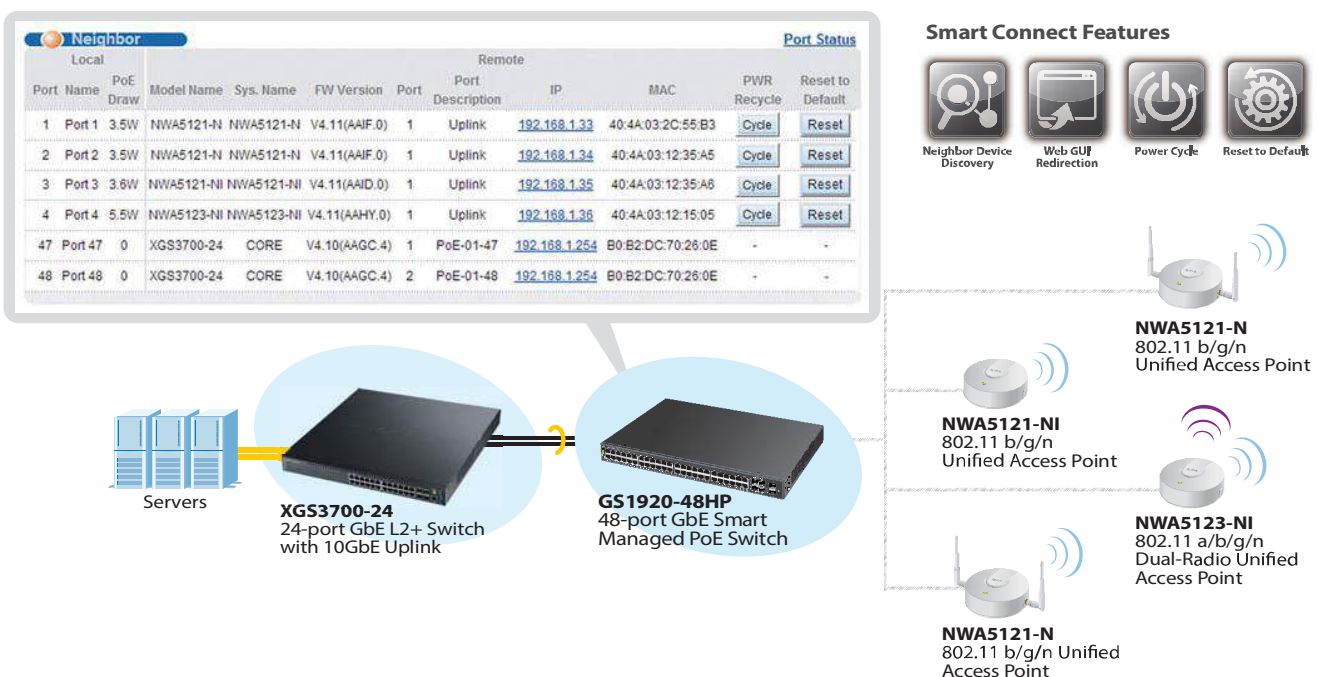 Neighbor
Port Status
Local
Remote
Port Name PoE Draw Model Name Sys. Name FW Version Port Port Description IP MAC PWR Recycle Reset to Default
1 Port 1 3.5W NWA5121-N NWA5121-N V4.11(AAIF.0) 1 Uplink 192.168.1.33 40:4A:03:2C:55:B3 Cycle Reset
2 Port 2 3.5W NWA5121-N NWA5121-N V4.11(AAIF.0) 1 Uplink 192.168.1.34 40:4A:03:12:35:A5 Cycle Reset
3 Port 3 3.6W NWA5121-NI NWA5121-NI V4.11(AAID.0) 1 Uplink 192.168.1.35 40:4A:03:12:35:A6 Cycle Reset
4 Port 4 5.5W NWA5123-NI NWA5123-NI V4.11(AAHY.0) 1 Uplink 192.168.1.36 40:4A:03:12:15:05 Cycle Reset
47 Port 47 0 XGS3700-24 CORE V4.10(AAGC.4) 1 PoE-01-47 192.168.1.254 B0:B2:DC:70:26:0E - -
48 Port 48 0 XGS3700-24 CORE V4.10(AAGC.4) 2 PoE-01-48 192.168.1.254 B0:B2:DC:70:26:0E - -
Smart Connect Features
Neighbor Device
Discovery
Web GUI
Redirection
Power Cycle
Reset to Default
Servers
XGS3700-24
24-port GbE L2+ Switch
with 10GbE Uplink
GS1920-48HP
48-port GbE Smart
Managed PoE Switch
NWA5121-N
802.11 b/g/n
Unified Access Point
NWA5121-NI
802.11 b/g/n
Unified Access Point
NWA5123-NI
802.11 a/b/g/n
Dual-Radio Unified
Access Point
NWA5121-N
802.11 b/g/n Unified
Access Point